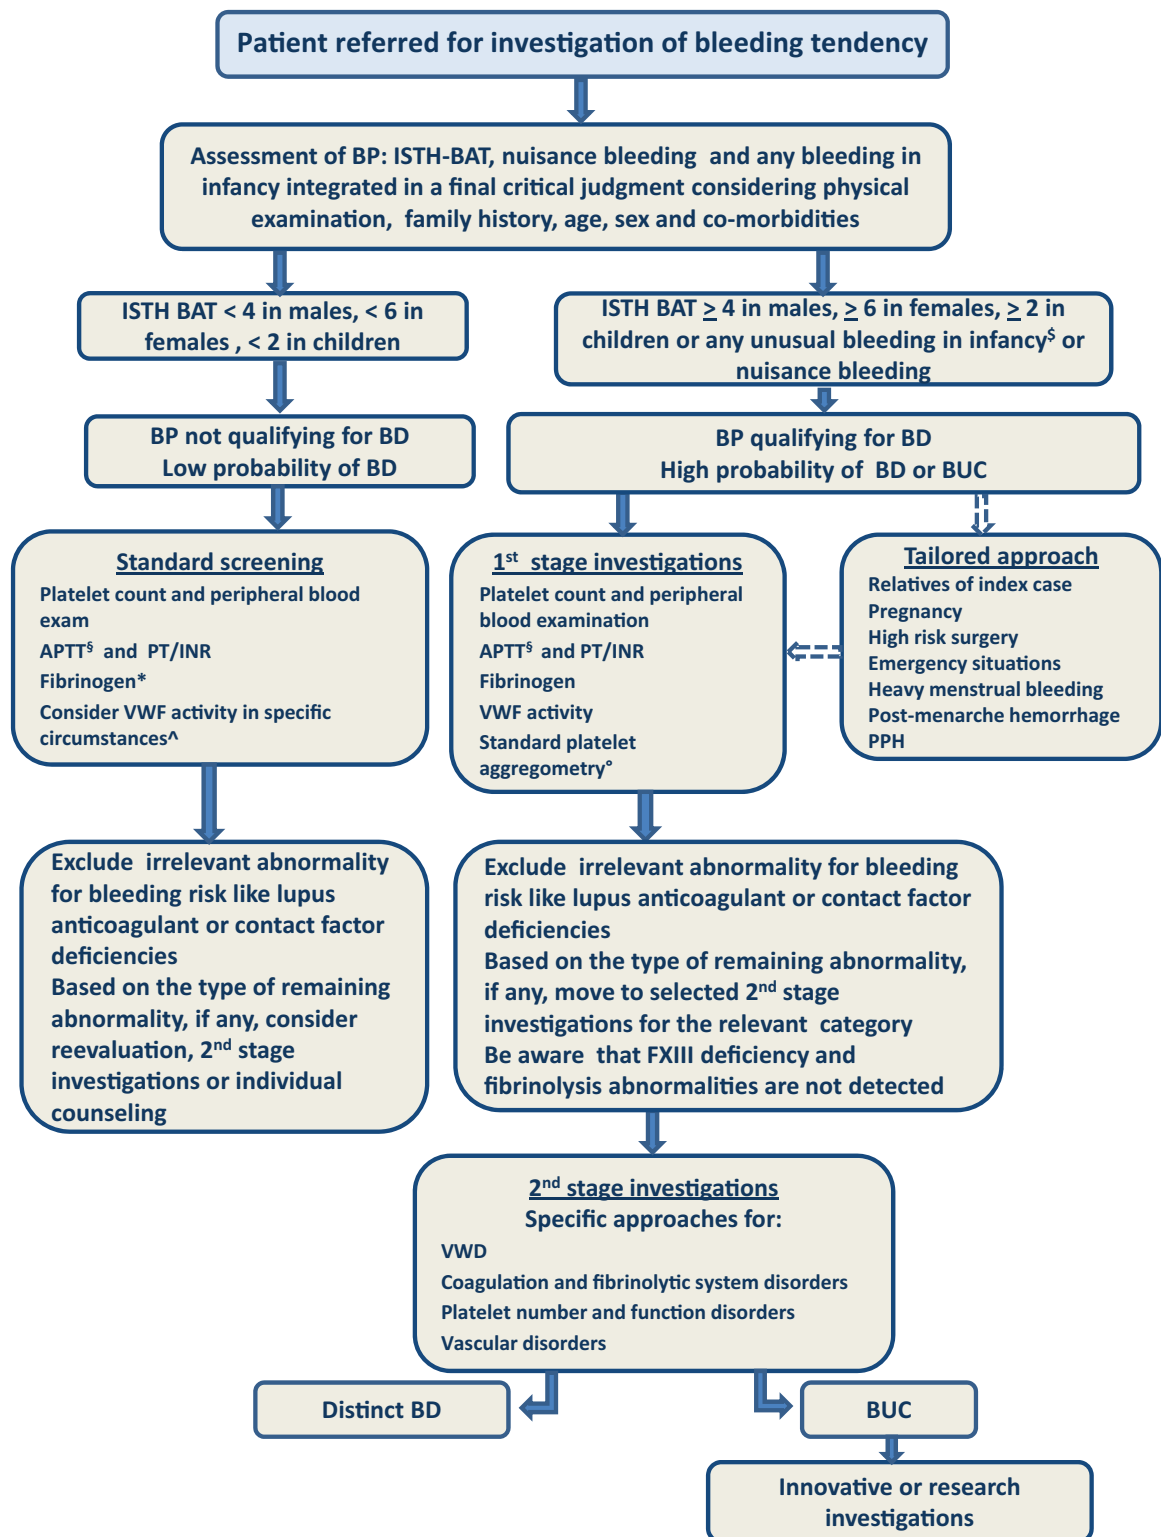 Patient referred for investigation of bleeding tendency
Assessment of BP: ISTH-BAT, nuisance bleeding and any bleeding in
infancy integrated in a final critical judgment considering physical
examination, family history, age, sex and co-morbidities
ISTH BAT < 4 in males, < 6 in
females , < 2 in children
ISTH BAT ≥ 4 in males, ≥ 6 in females, ≥ 2 in
children or any unusual bleeding in infancy$ or
nuisance bleeding
BP not qualifying for BD
Low probability of BD
BP qualifying for BD
High probability of BD or BUC
Standard screening
Platelet count and peripheral blood
exam
APTT§ and PT/INR
Fibrinogen*
Consider VWF activity in specific
circumstances^
1st stage investigations
Platelet count and peripheral
blood examination
APTT§ and PT/INR
Fibrinogen
VWF activity
Standard platelet
aggregometry°
Tailored approach
Relatives of index case
Pregnancy
High risk surgery
Emergency situations
Heavy menstrual bleeding
Post-menarche hemorrhage
PPH
Exclude irrelevant abnormality
for bleeding risk like lupus
anticoagulant or contact factor
deficiencies
Based on the type of remaining
abnormality, if any, consider
reevaluation, 2nd stage
investigations or individual
counseling
Exclude irrelevant abnormality for bleeding
risk like lupus anticoagulant or contact factor
deficiencies
Based on the type of remaining abnormality,
if any, move to selected 2nd stage
investigations for the relevant category
Be aware that FXIII deficiency and
fibrinolysis abnormalities are not detected
2nd stage investigations
Specific approaches for:
VWD
Coagulation and fibrinolytic system disorders
Platelet number and function disorders
Vascular disorders
Distinct BD
BUC
Innovative or research
investigations